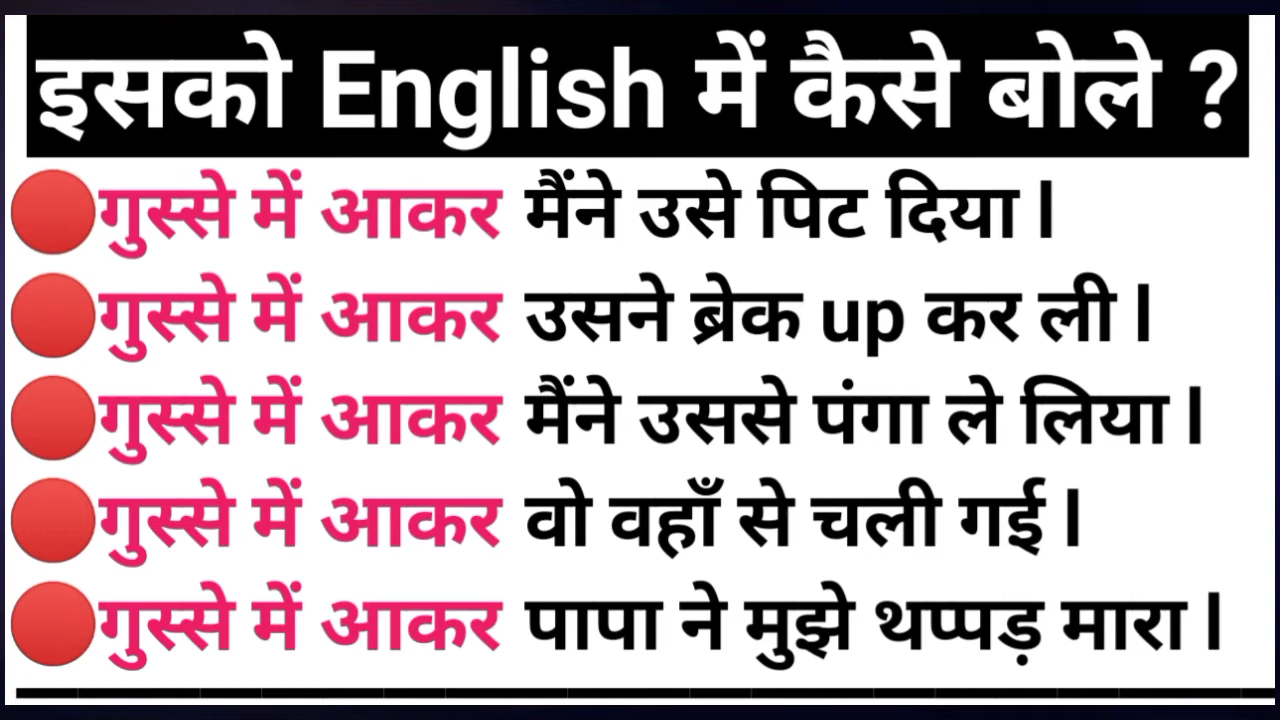 इसको English में कैसे बोले ?
गुस्से में आकर मैंने उसे पिट दिया l
गुस्से में आकर उसने ब्रेक up कर ली l
गुस्से में आकर मैंने उससे पंगा ले लिया l
गुस्से में आकर वो वहाँ से चली गई l
गुस्से में आकर पापा ने मुझे थप्पड़ मारा l